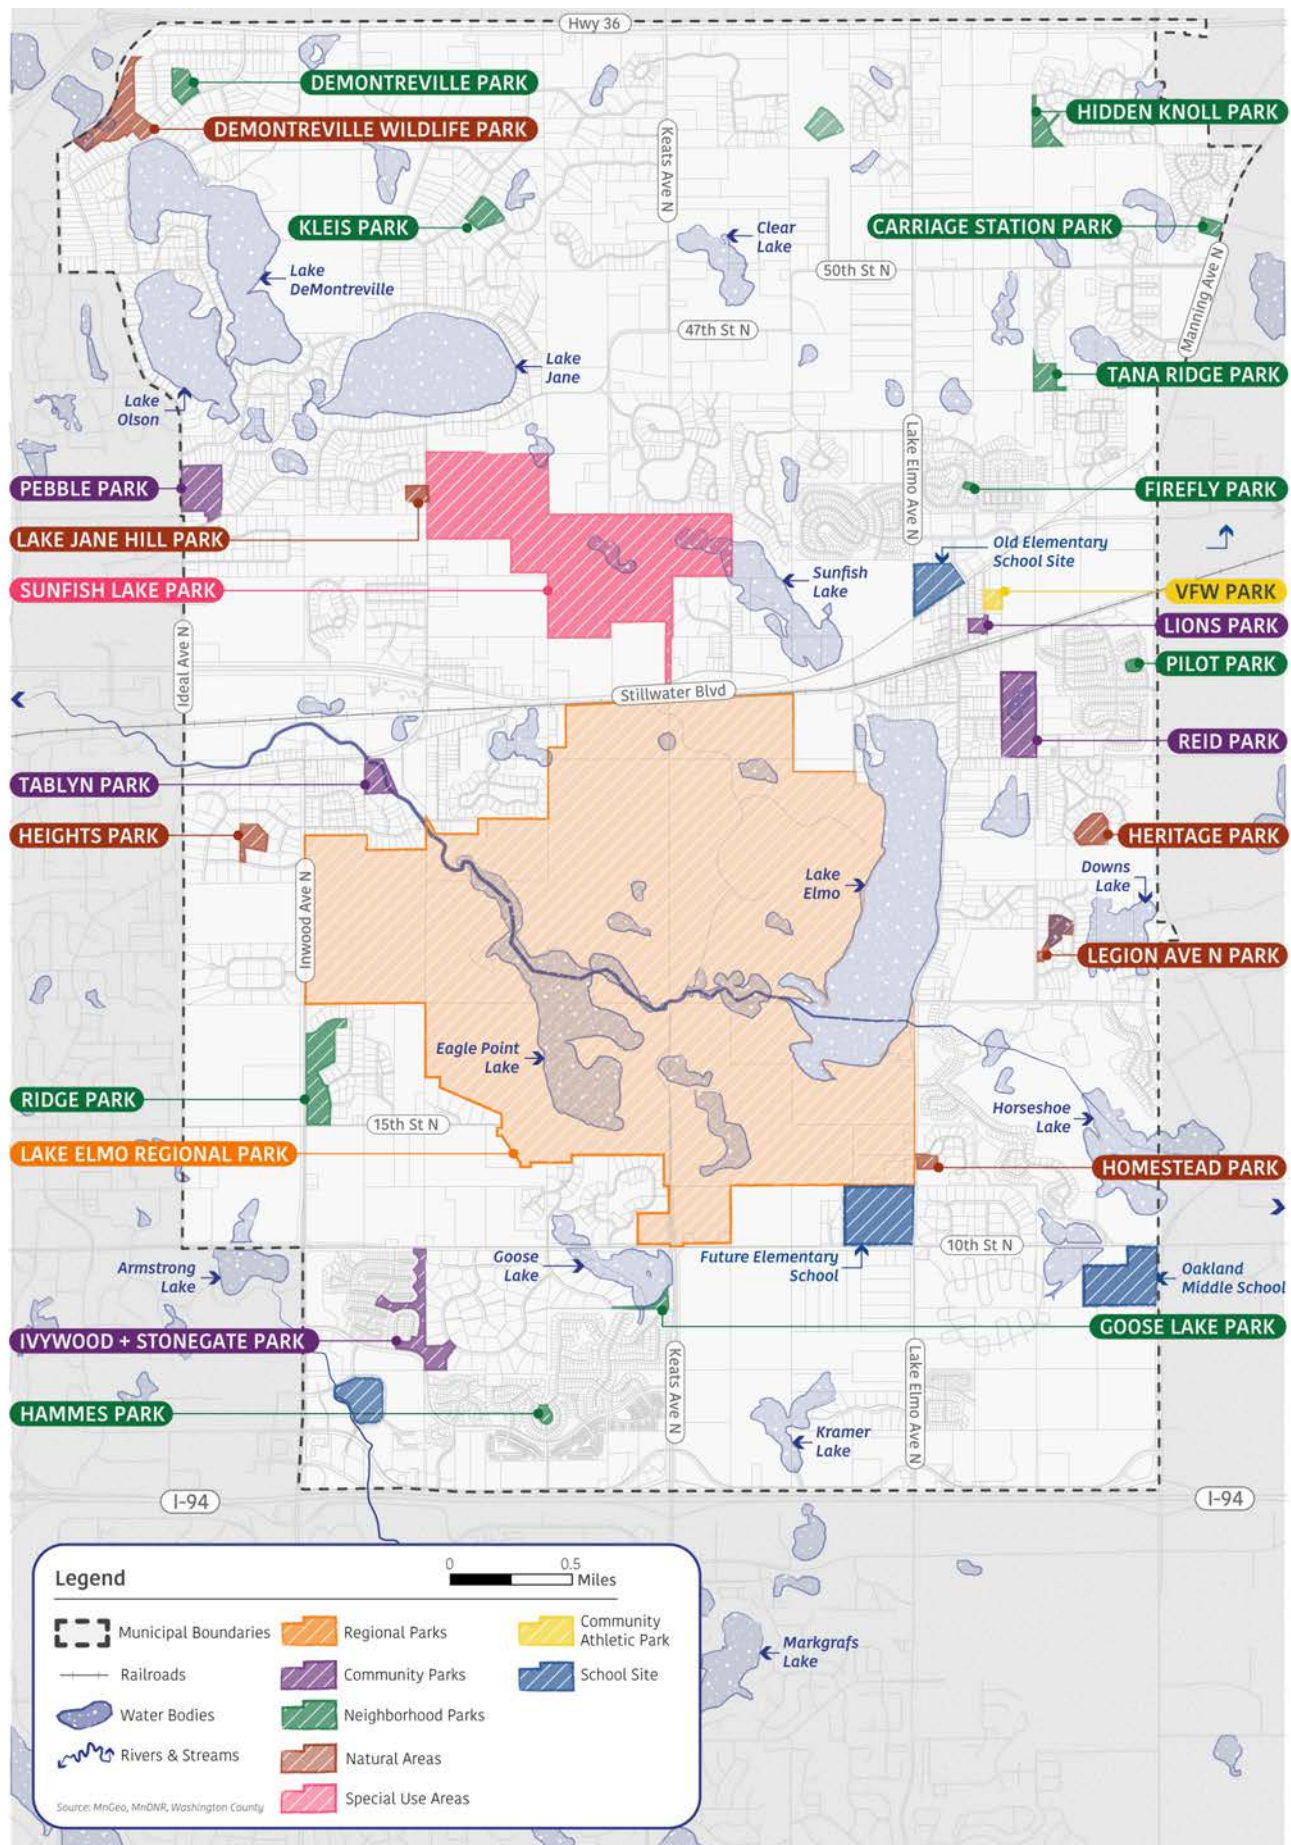 Hwy 36
DEMONTREVILLE PARK
HIDDEN KNOLL PARK
DEMONTREVILLE WILDLIFE PARK
Keats Ave N
KLEIS PARK
CARRIAGE STATION PARK
Clear
Lake
50th St N
Lake
DeMontreville
Manning Ave N
47th St N
Lake
Jane
TANA RIDGE PARK
Lake
Olson
Lake Elmo Ave N
PEBBLE PARK
FIREFLY PARK
LAKE JANE HILL PARK
Old Elementary
School Site
SUNFISH LAKE PARK
Sunfish
Lake
VFW PARK
LIONS PARK
Ideal Ave N
PILOT PARK
Stillwater Blvd
REID PARK
TABLYN PARK
HEIGHTS PARK
HERITAGE PARK
Lake
Elmo
Downs
Lake
Inwood Ave N
LEGION AVE N PARK
Eagle Point
Lake
RIDGE PARK
15th St N
Horseshoe
Lake
LAKE ELMO REGIONAL PARK
HOMESTEAD PARK
Armstrong
Lake
Goose
Lake
Future Elementary
School
10th St N
Oakland
Middle School
IVYWOOD + STONEGATE PARK
GOOSE LAKE PARK
Keats Ave N
Lake Elmo Ave N
HAMMES PARK
Kramer
Lake
I-94
I-94
Legend
0 0.5
Miles
Municipal Boundaries
Railroads
Water Bodies
Rivers & Streams
Regional Parks
Community Parks
Neighborhood Parks
Natural Areas
Special Use Areas
Community
Athletic Park
School Site
Source: MnGeo, MnDNR, Washington County
Markgrafs
Lake